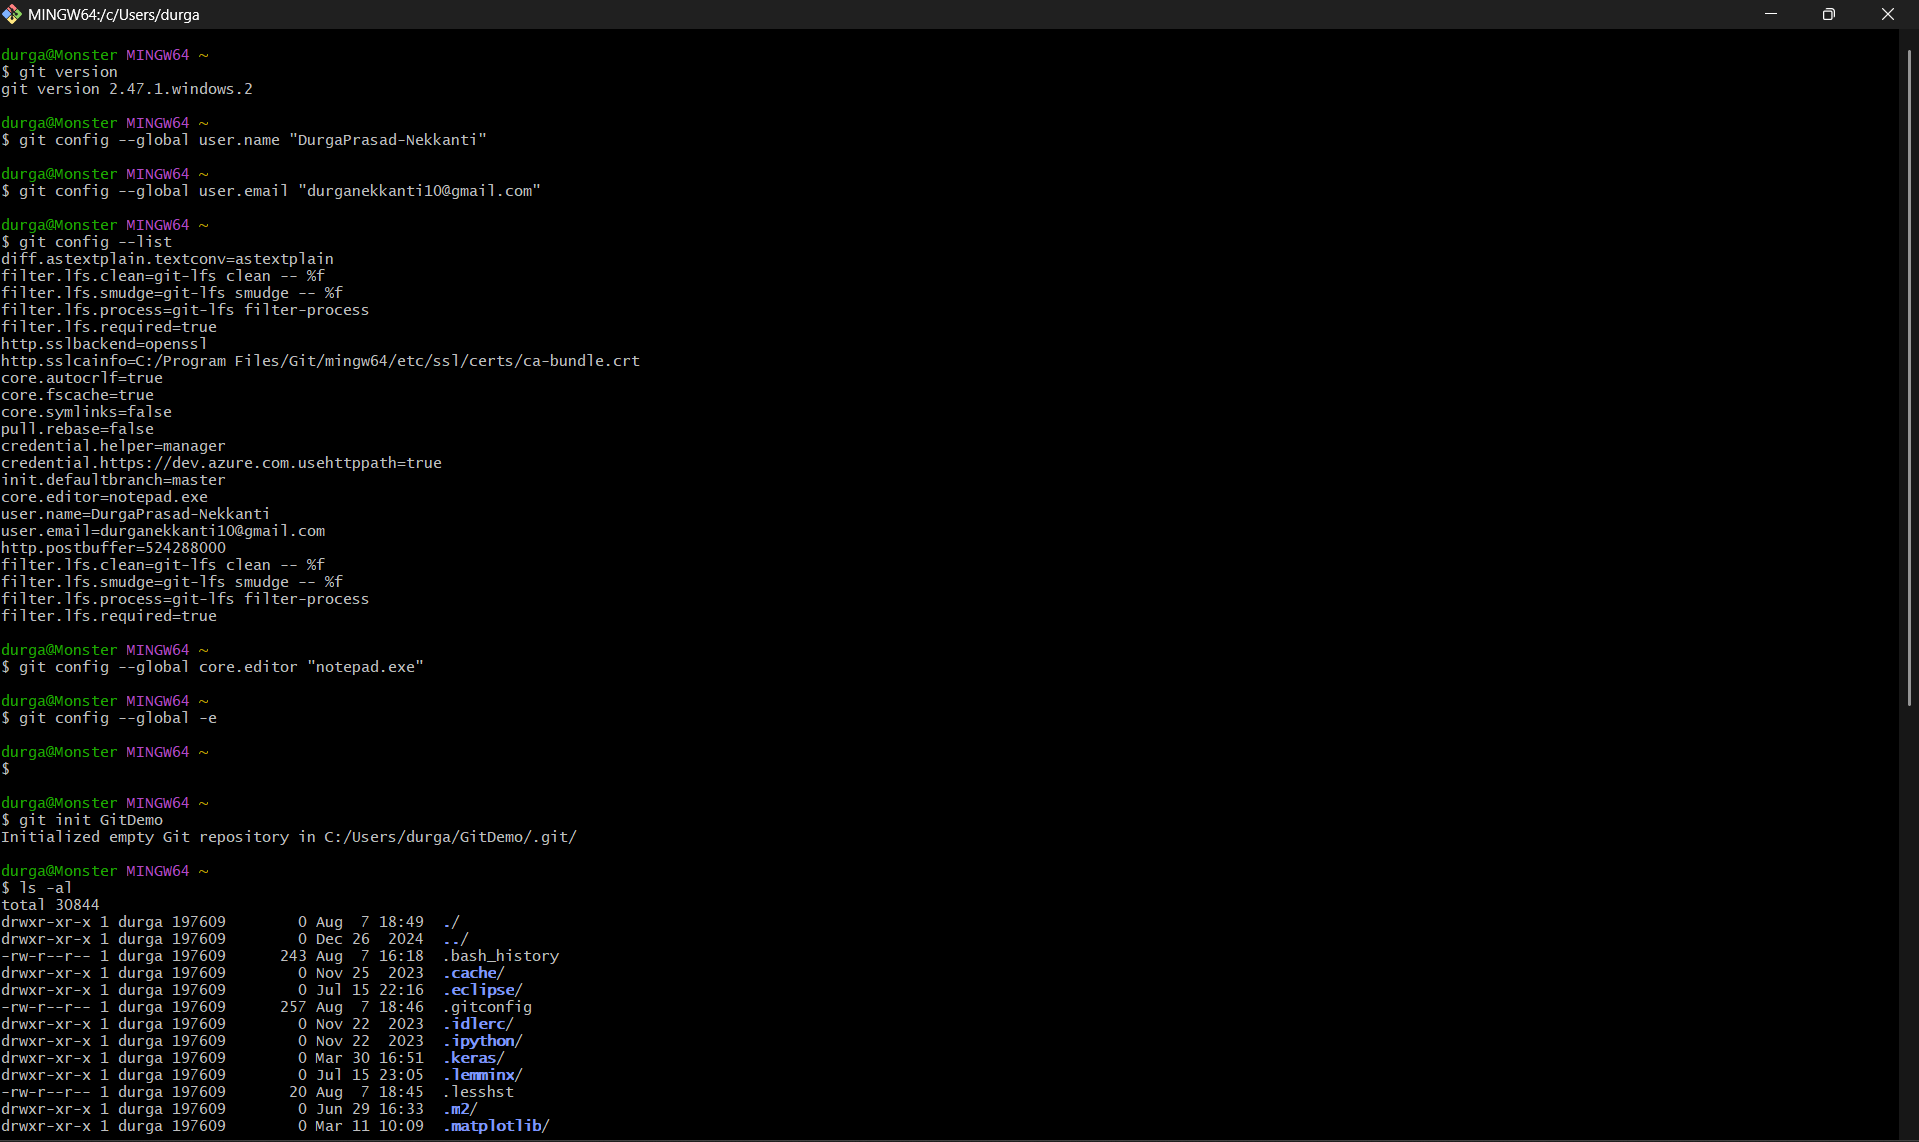 MINGW64:/c/Users/durga
durga@Monster MINGW64 ~
$ git version
git version 2.47.1.windows.2
durga@Monster MINGW64 ~
$ git config --global user.name "DurgaPrasad-Nekkanti"
durga@Monster MINGW64 ~
$ git config --global user.email "durganekkanti10@gmail.com"
durga@Monster MINGW64 ~
$ git config --list
diff.astextplain.textconv=astextplain
filter.lfs.clean=git-lfs clean -- %f
filter.lfs.smudge=git-lfs smudge -- %f
filter.lfs.process=git-lfs filter-process
filter.lfs.required=true
http.sslbackend=openssl
http.sslcainfo=C:/Program Files/Git/mingw64/etc/ssl/certs/ca-bundle.crt
core.autocrlf=true
core.fscache=true
core.symlinks=false
pull.rebase=false
credential.helper=manager
credential.https://dev.azure.com.usehttppath=true
init.defaultbranch=master
core.editor=notepad.exe
user.name=DurgaPrasad-Nekkanti
user.email=durganekkanti10@gmail.com
http.postbuffer=524288000
filter.lfs.clean=git-lfs clean -- %f
filter.lfs.smudge=git-lfs smudge -- %f
filter.lfs.process=git-lfs filter-process
filter.lfs.required=true
durga@Monster MINGW64 ~
$ git config --global core.editor "notepad.exe"
durga@Monster MINGW64 ~
$ git config --global -e
durga@Monster MINGW64 ~
$
durga@Monster MINGW64 ~
$ git init GitDemo
Initialized empty Git repository in C:/Users/durga/GitDemo/.git/
durga@Monster MINGW64 ~
$ ls -al
total 30844
drwxr-xr-x 1 durga 197609        0 Aug  7 18:49  ./
drwxr-xr-x 1 durga 197609        0 Dec 26  2024  ../
-rw-r--r-- 1 durga 197609      243 Aug  7 16:18  .bash_history
drwxr-xr-x 1 durga 197609        0 Nov 25  2023  .cache/
drwxr-xr-x 1 durga 197609        0 Jul 15 22:16  .eclipse/
-rw-r--r-- 1 durga 197609      257 Aug  7 18:46  .gitconfig
drwxr-xr-x 1 durga 197609        0 Nov 22  2023  .idlerc/
drwxr-xr-x 1 durga 197609        0 Nov 22  2023  .ipython/
drwxr-xr-x 1 durga 197609        0 Mar 30 16:51  .keras/
drwxr-xr-x 1 durga 197609        0 Jul 15 23:05  .lemminx/
-rw-r--r-- 1 durga 197609       20 Aug  7 18:45  .lesshst
drwxr-xr-x 1 durga 197609        0 Jun 29 16:33  .m2/
drwxr-xr-x 1 durga 197609        0 Mar 11 10:09  .matplotlib/